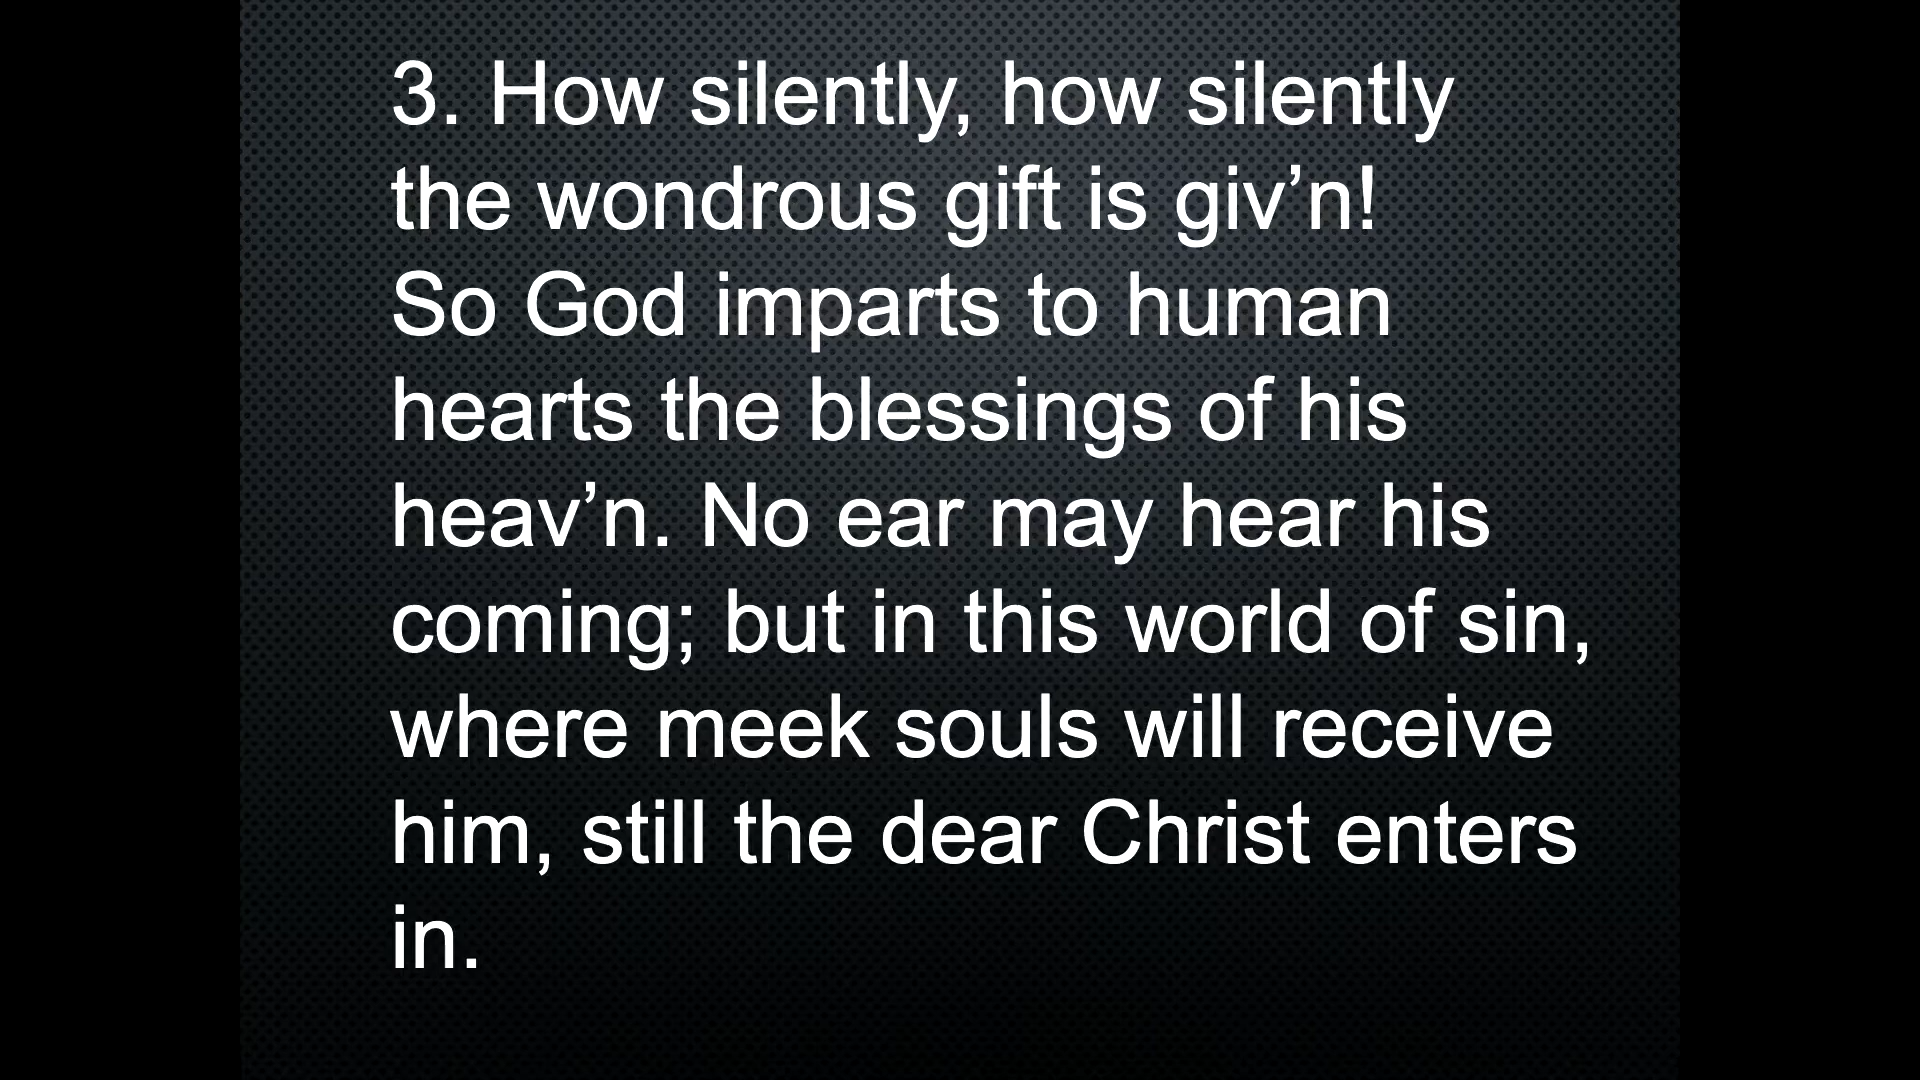 3. How silently, how silently
the wondrous gift is giv’n!
So God imparts to human
hearts the blessings of his
heav’n. No ear may hear his
coming; but in this world of sin,
where meek souls will receive
him, still the dear Christ enters
in.